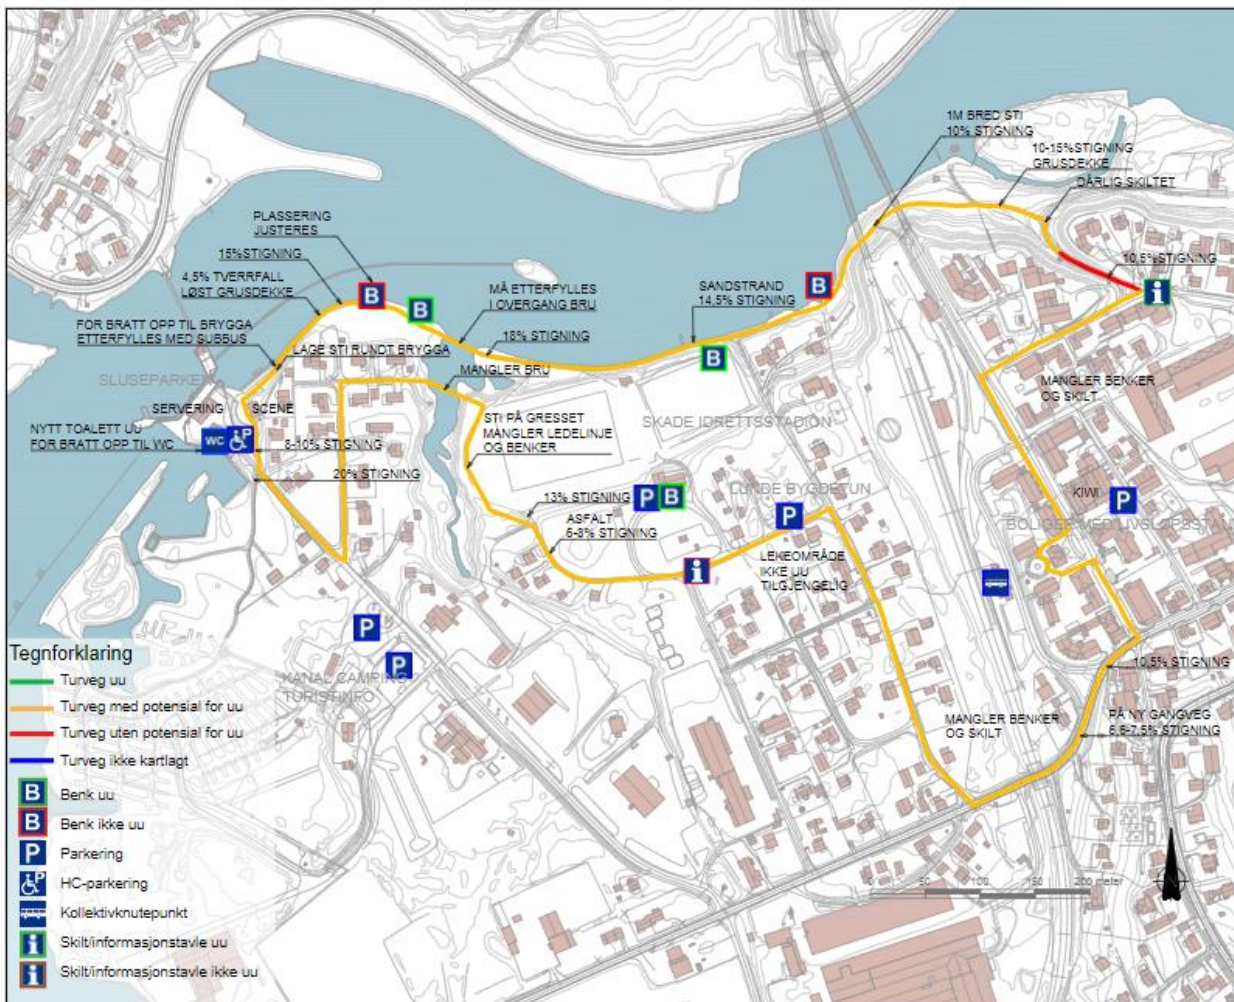 1M BRED STI
10% STIGNING
10-15%STIGNING
GRUSDEKKE
DÅRLIG SKILTET
PLASSERING
JUSTERES
15%STIGNING
10,5%STIGNING
4,5% TVERRFALL
LØST GRUSDEKKE
MÅ ETTERFYLLES
I OVERGANG BRU
SANDSTRAND
14,5% STIGNING
B
B
B
i
FOR BRATT OPP TIL BRYGGA
ETTERFYLLES MED SUBBUS
18% STIGNING
LAGE STI RUNDT BRYGGA
B
MANGLER BRU
SLUSEPARKEN
MANGLER BENKER
OG SKILT
SERVERING
SCENE
STI PÅ GRESSET
MANGLER LEDELINJE
OG BENKER
SKADE IDRETTSSTADION
NYTT TOALETT UU
FOR BRATT OPP TIL WC
WC
P
8-10% STIGNING
20% STIGNING
13% STIGNING
P
B
LUNDE BYGDETUN
P
KIWI
P
ASFALT
6-8% STIGNING
BOLIGER MED LIVSLØPSSTAN
LEKEOMRÅDE
IKKE UU
TILGJENGELIG
i
P
P
KANAL CAMPING
TURISTINFO
10,5% STIGNING
MANGLER BENKER
OG SKILT
PÅ NY GANGVEG
6,6-7,5% STIGNING
0 50 100 200 meter
Tegnforklaring
Turveg uu
Turveg med potensial for uu
Turveg uten potensial for uu
Turveg ikke kartlagt
B Benk uu
B Benk ikke uu
P Parkering
P HC-parkering
Kollektivknutepunkt
i Skilt/informasjonstavle uu
i Skilt/informasjonstavle ikke uu